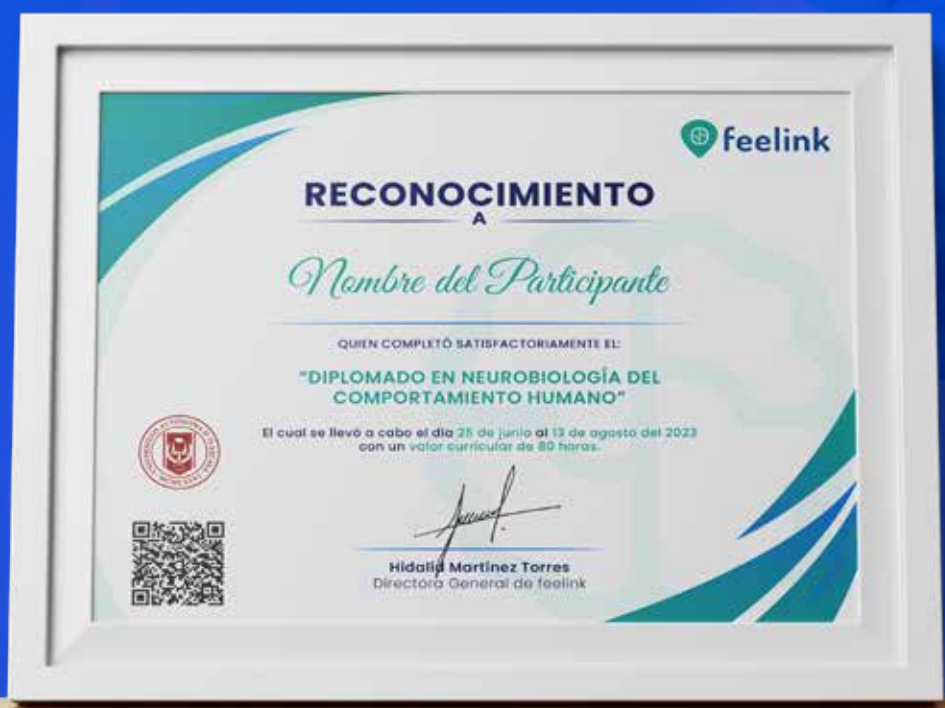 feelink
RECONOCIMIENTO
A
Nombre del Participante
QUIEN COMPLETÓ SATISFACTORIAMENTE EL:
"DIPLOMADO EN NEUROBIOLOGÍA DEL
COMPORTAMIENTO HUMANO"
El cual se llevó a cabo el día 25 de junio al 13 de agosto del 2023
con un valor curricular de 80 horas.
Hidalid Martínez Torres
Directora General de feelink